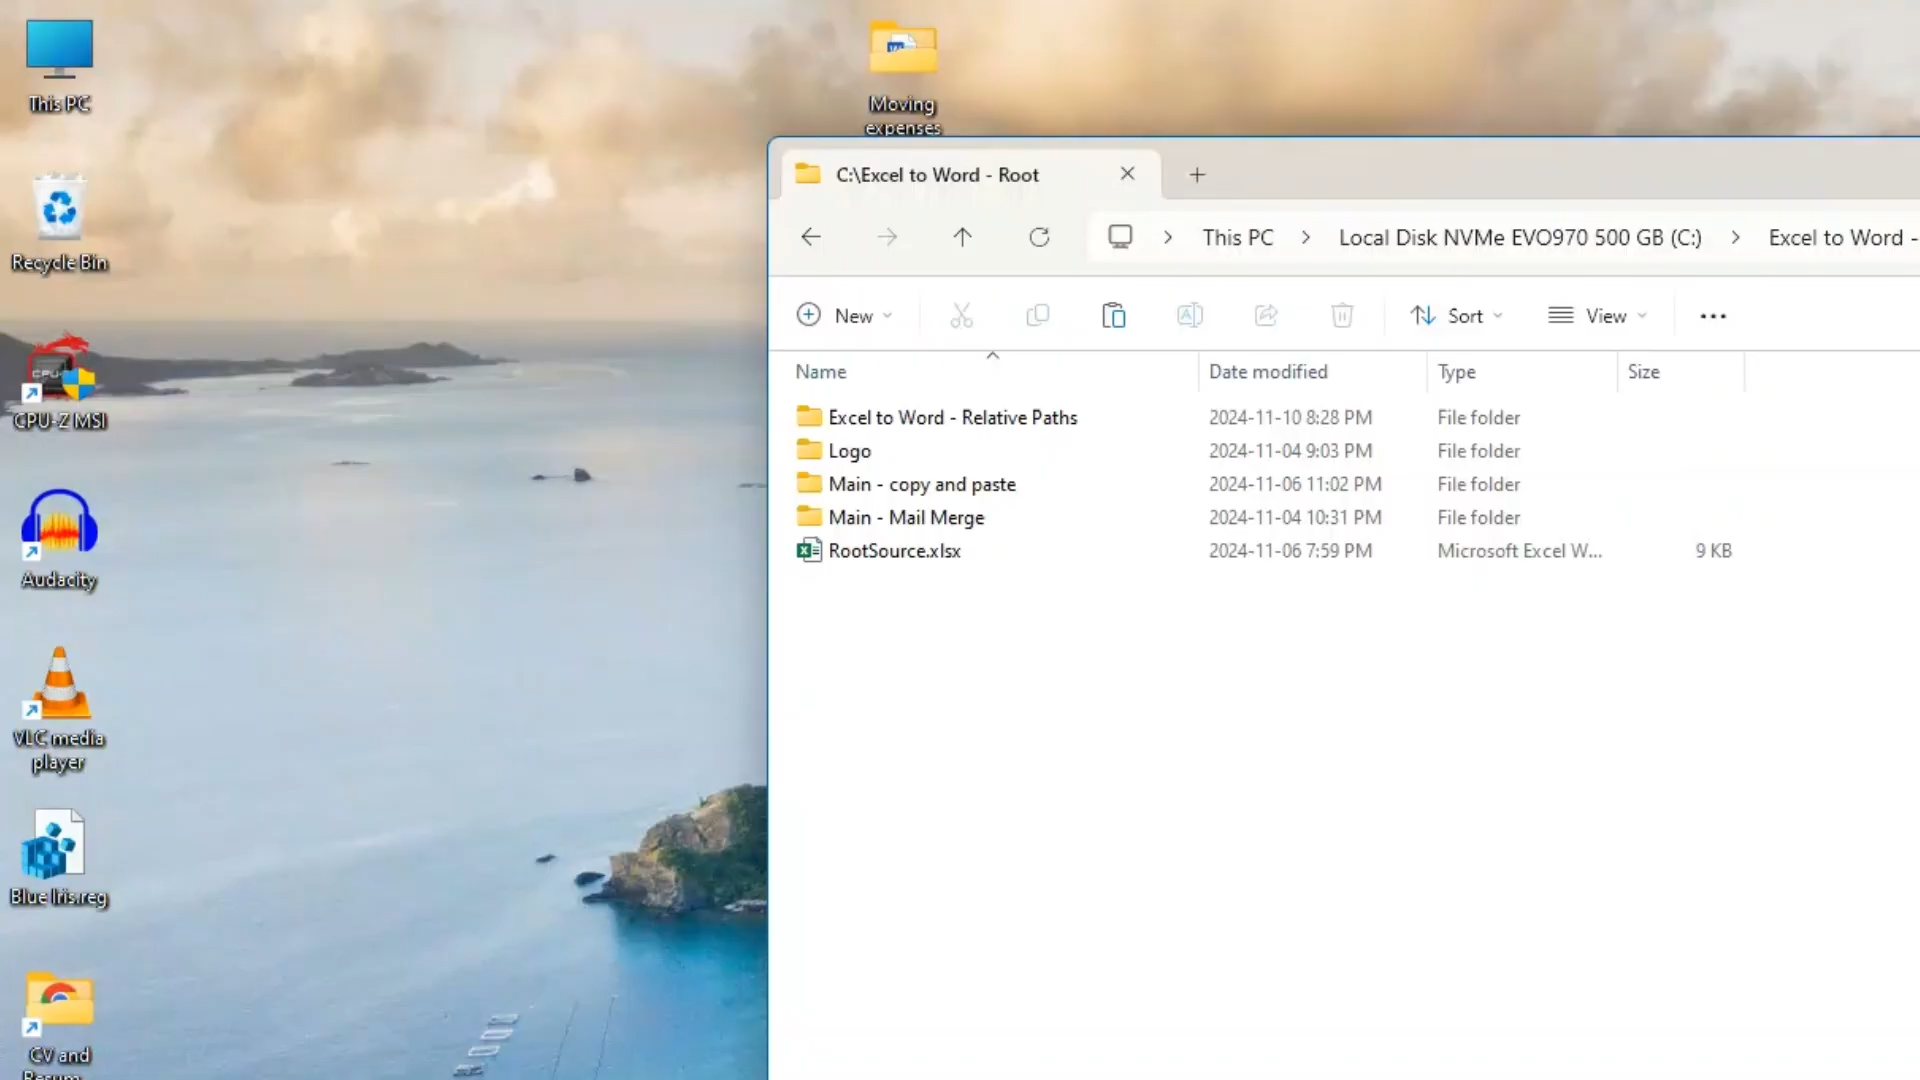 This PC
Recycle Bin
CPU-Z MSI
Audacity
VLC media
player
Blue Iris.reg
CV and
Moving
expenses
C:\Excel to Word - Root
This PC
Local Disk NVMe EVO970 500 GB (C:)
Excel to Word -
New
Sort
View
Name
Date modified
Type
Size
Excel to Word - Relative Paths 2024-11-10 8:28 PM File folder
Logo 2024-11-04 9:03 PM File folder
Main - copy and paste 2024-11-06 11:02 PM File folder
Main - Mail Merge 2024-11-04 10:31 PM File folder
RootSource.xlsx 2024-11-06 7:59 PM Microsoft Excel W... 9 KB